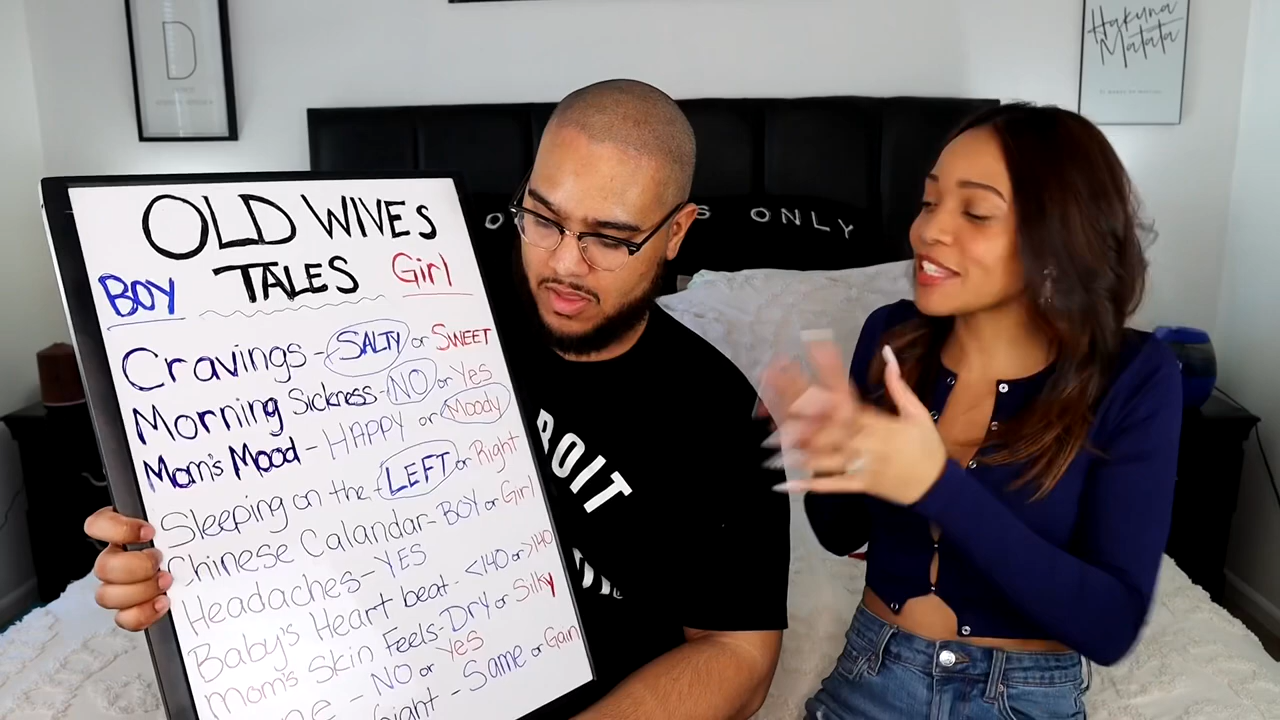 D
Hakuna
Matata
S ONLY
OLD WIVES
TALES
BOY
Girl
Cravings - SALTY or SWEET
Morning Sickness - NO or Yes
Mom's Mood - HAPPY or Moody
Sleeping on the - LEFT or Right
Chinese Calandar - BOY or Girl
Headaches - YES
Baby's Heart beat - <140 or >140
Mom's Skin Feels - Dry or Silky
NO or Yes
- Same or Gain
ROIT